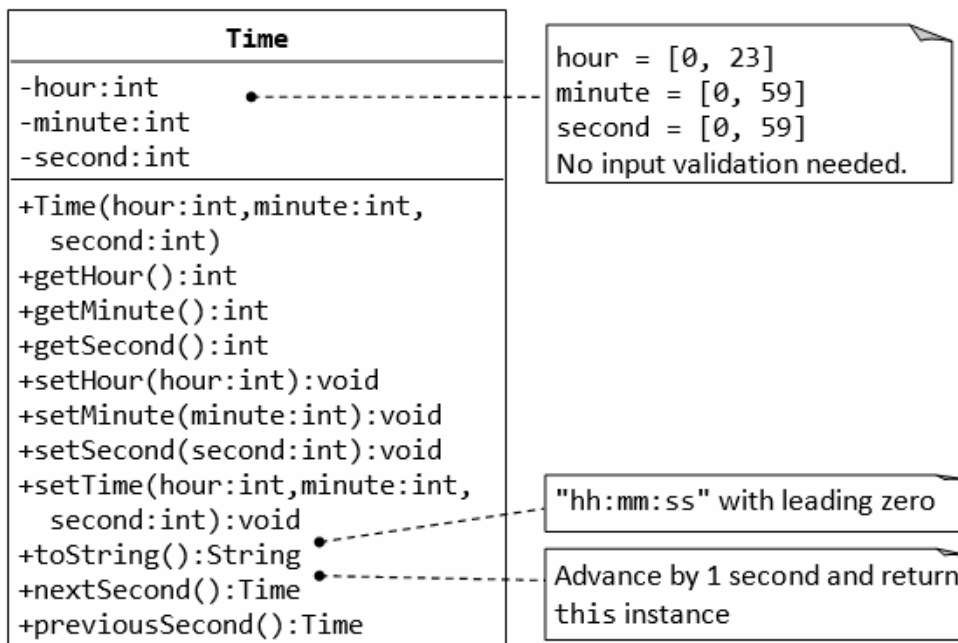 Time
-hour:int
-minute:int
-second:int
hour = [0, 23]
minute = [0, 59]
second = [0, 59]
No input validation needed.
+Time(hour:int,minute:int,
second:int)
+getHour():int
+getMinute():int
+getSecond():int
+setHour(hour:int):void
+setMinute(minute:int):void
+setSecond(second:int):void
+setTime(hour:int,minute:int,
second:int):void
+toString():String
+nextSecond():Time
+previousSecond():Time
"hh:mm:ss" with leading zero
Advance by 1 second and return
this instance